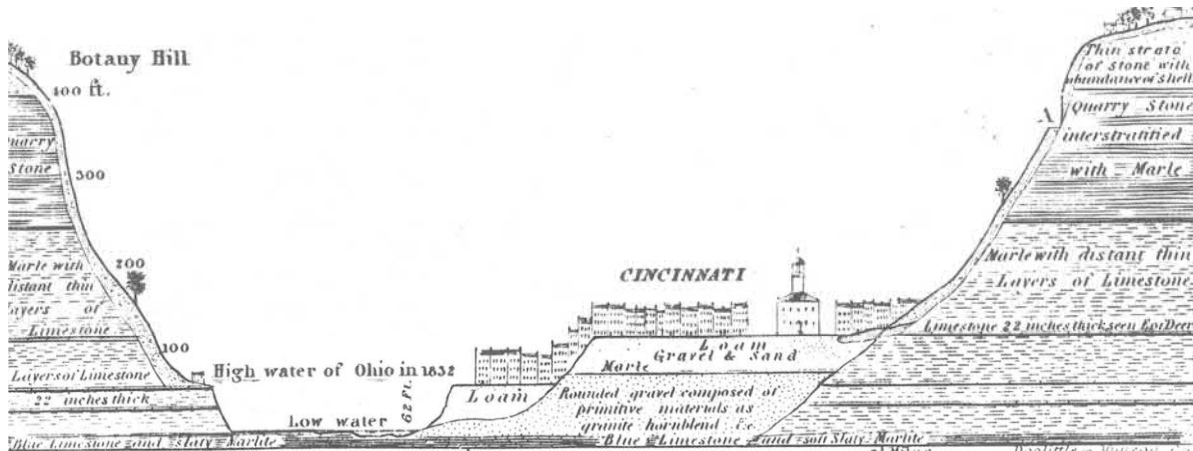 Botany Hill
400 ft.
Quarry
Stone
300
200
Marle with
distant thin
Layers of
Limestone
100
Layers of Limestone
22 inches thick
High water of Ohio in 1832
Low water
62 Ft.
Blue Limestone and slaty Marlite
CINCINNATI
Loam
Loam
Gravel & Sand
Marle
Rounded gravel composed of
primitive materials as
granite hornblend &c
Blue Limestone and soft Slaty Marlite
A
Thin strata
of stone with
abundance of shells
Quarry Stone
interstratified
with Marle
Marle with distant thin
Layers of Limestone
Limestone 22 inches thick seen